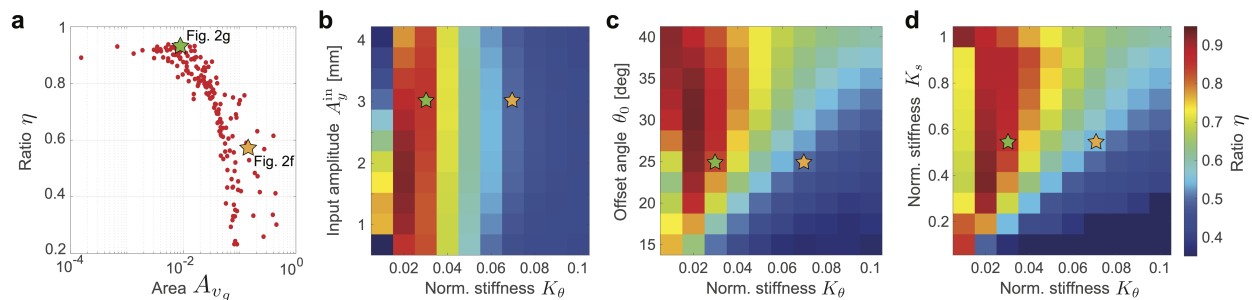 a
Ratio η
1
0.8
0.6
0.4
0.2
10⁻⁴
10⁻²
10⁰
Area A_{v_g}
Fig. 2g
Fig. 2f
b
Input amplitude A_y^{in} [mm]
4
3
2
1
0.02 0.04 0.06 0.08 0.1
Norm. stiffness K_θ
c
Offset angle θ₀ [deg]
40
35
30
25
20
15
0.02 0.04 0.06 0.08 0.1
Norm. stiffness K_θ
d
Norm. stiffness K_s
1
0.8
0.6
0.4
0.2
0.02 0.04 0.06 0.08 0.1
Norm. stiffness K_θ
0.9
0.8
0.7
0.6
0.5
0.4
Ratio η